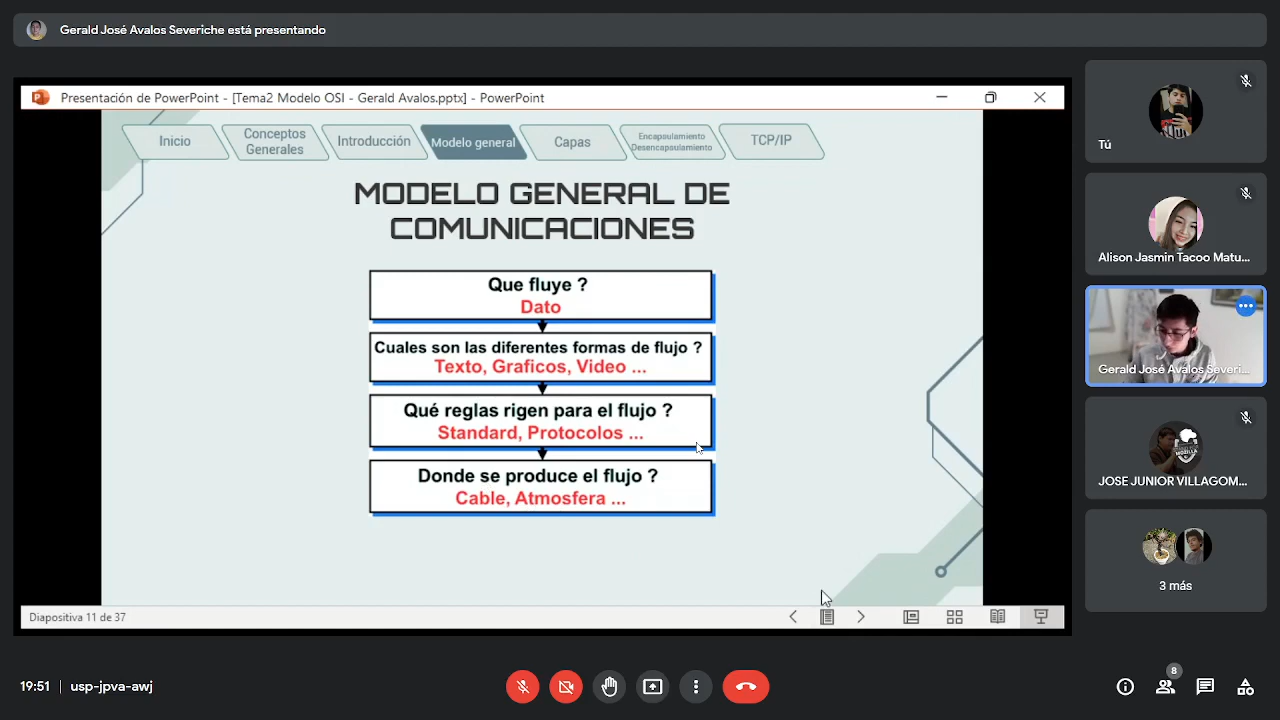 Gerald José Avalos Severiche está presentando
Presentación de PowerPoint - [Tema2 Modelo OSI - Gerald Avalos.pptx] - PowerPoint
Inicio
Conceptos
Generales
Introducción
Modelo general
Capas
Encapsulamiento
Desencapsulamiento
TCP/IP
MODELO GENERAL DE
COMUNICACIONES
Que fluye ?
Dato
Cuales son las diferentes formas de flujo ?
Texto, Graficos, Video ...
Qué reglas rigen para el flujo ?
Standard, Protocolos ...
Donde se produce el flujo ?
Cable, Atmosfera ...
Diapositiva 11 de 37
Tú
Alison Jasmin Tacoo Matu...
Gerald José Avalos Severi...
JOSE JUNIOR VILLAGOM...
3 más
19:51 | usp-jpva-awj
8